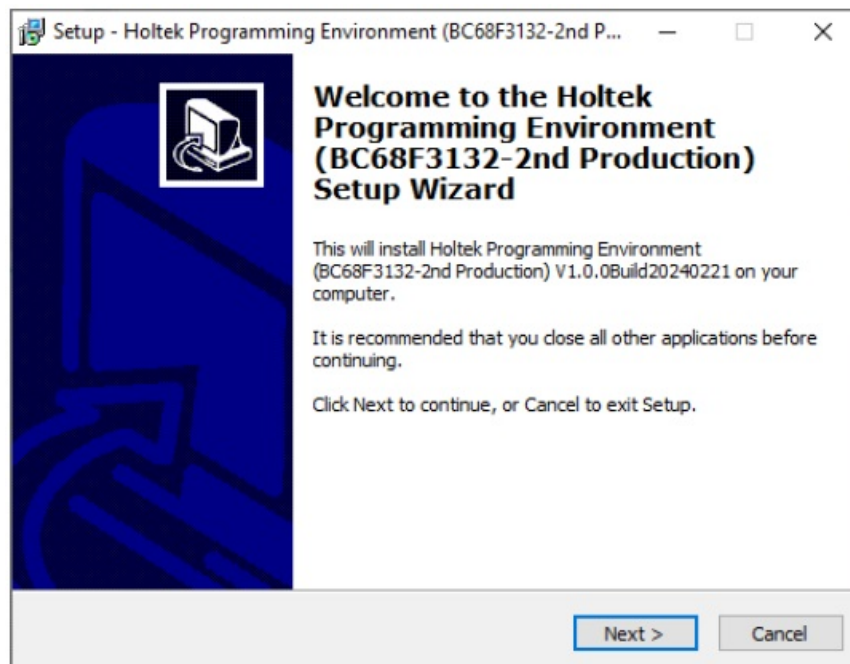 Setup - Holtek Programming Environment (BC68F3132-2nd P...
Welcome to the Holtek
Programming Environment
(BC68F3132-2nd Production)
Setup Wizard
This will install Holtek Programming Environment
(BC68F3132-2nd Production) V1.0.0Build20240221 on your
computer.
It is recommended that you close all other applications before
continuing.
Click Next to continue, or Cancel to exit Setup.
Next >
Cancel